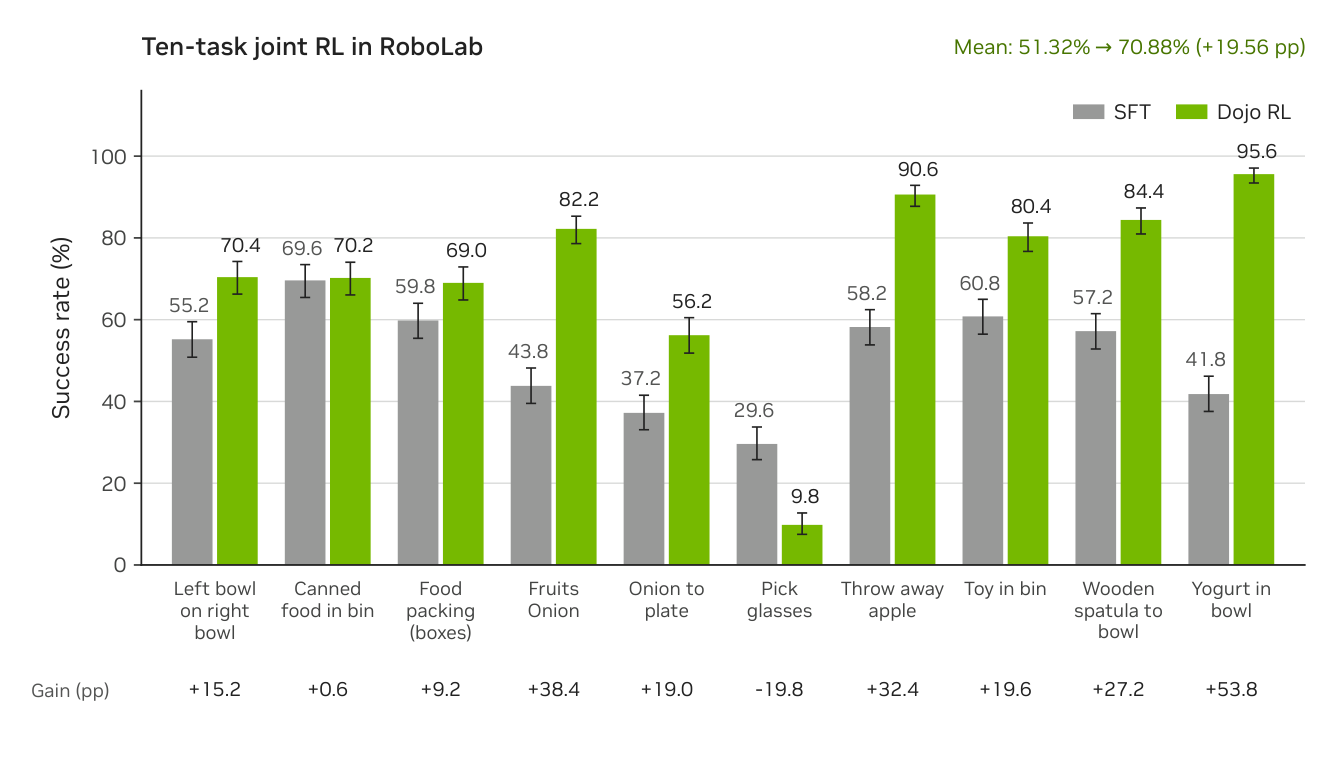 Ten-task joint RL in RoboLab
Mean: 51.32% → 70.88% (+19.56 pp)
SFT
Dojo RL
Success rate (%)
100
80
60
40
20
0
55.2
70.4
69.6
70.2
59.8
69.0
43.8
82.2
37.2
56.2
29.6
9.8
58.2
90.6
60.8
80.4
57.2
84.4
41.8
95.6
Left bowl
on right
bowl
Canned
food in bin
Food
packing
(boxes)
Fruits
Onion
Onion to
plate
Pick
glasses
Throw away
apple
Toy in bin
Wooden
spatula to
bowl
Yogurt in
bowl
Gain (pp)
+15.2
+0.6
+9.2
+38.4
+19.0
-19.8
+32.4
+19.6
+27.2
+53.8